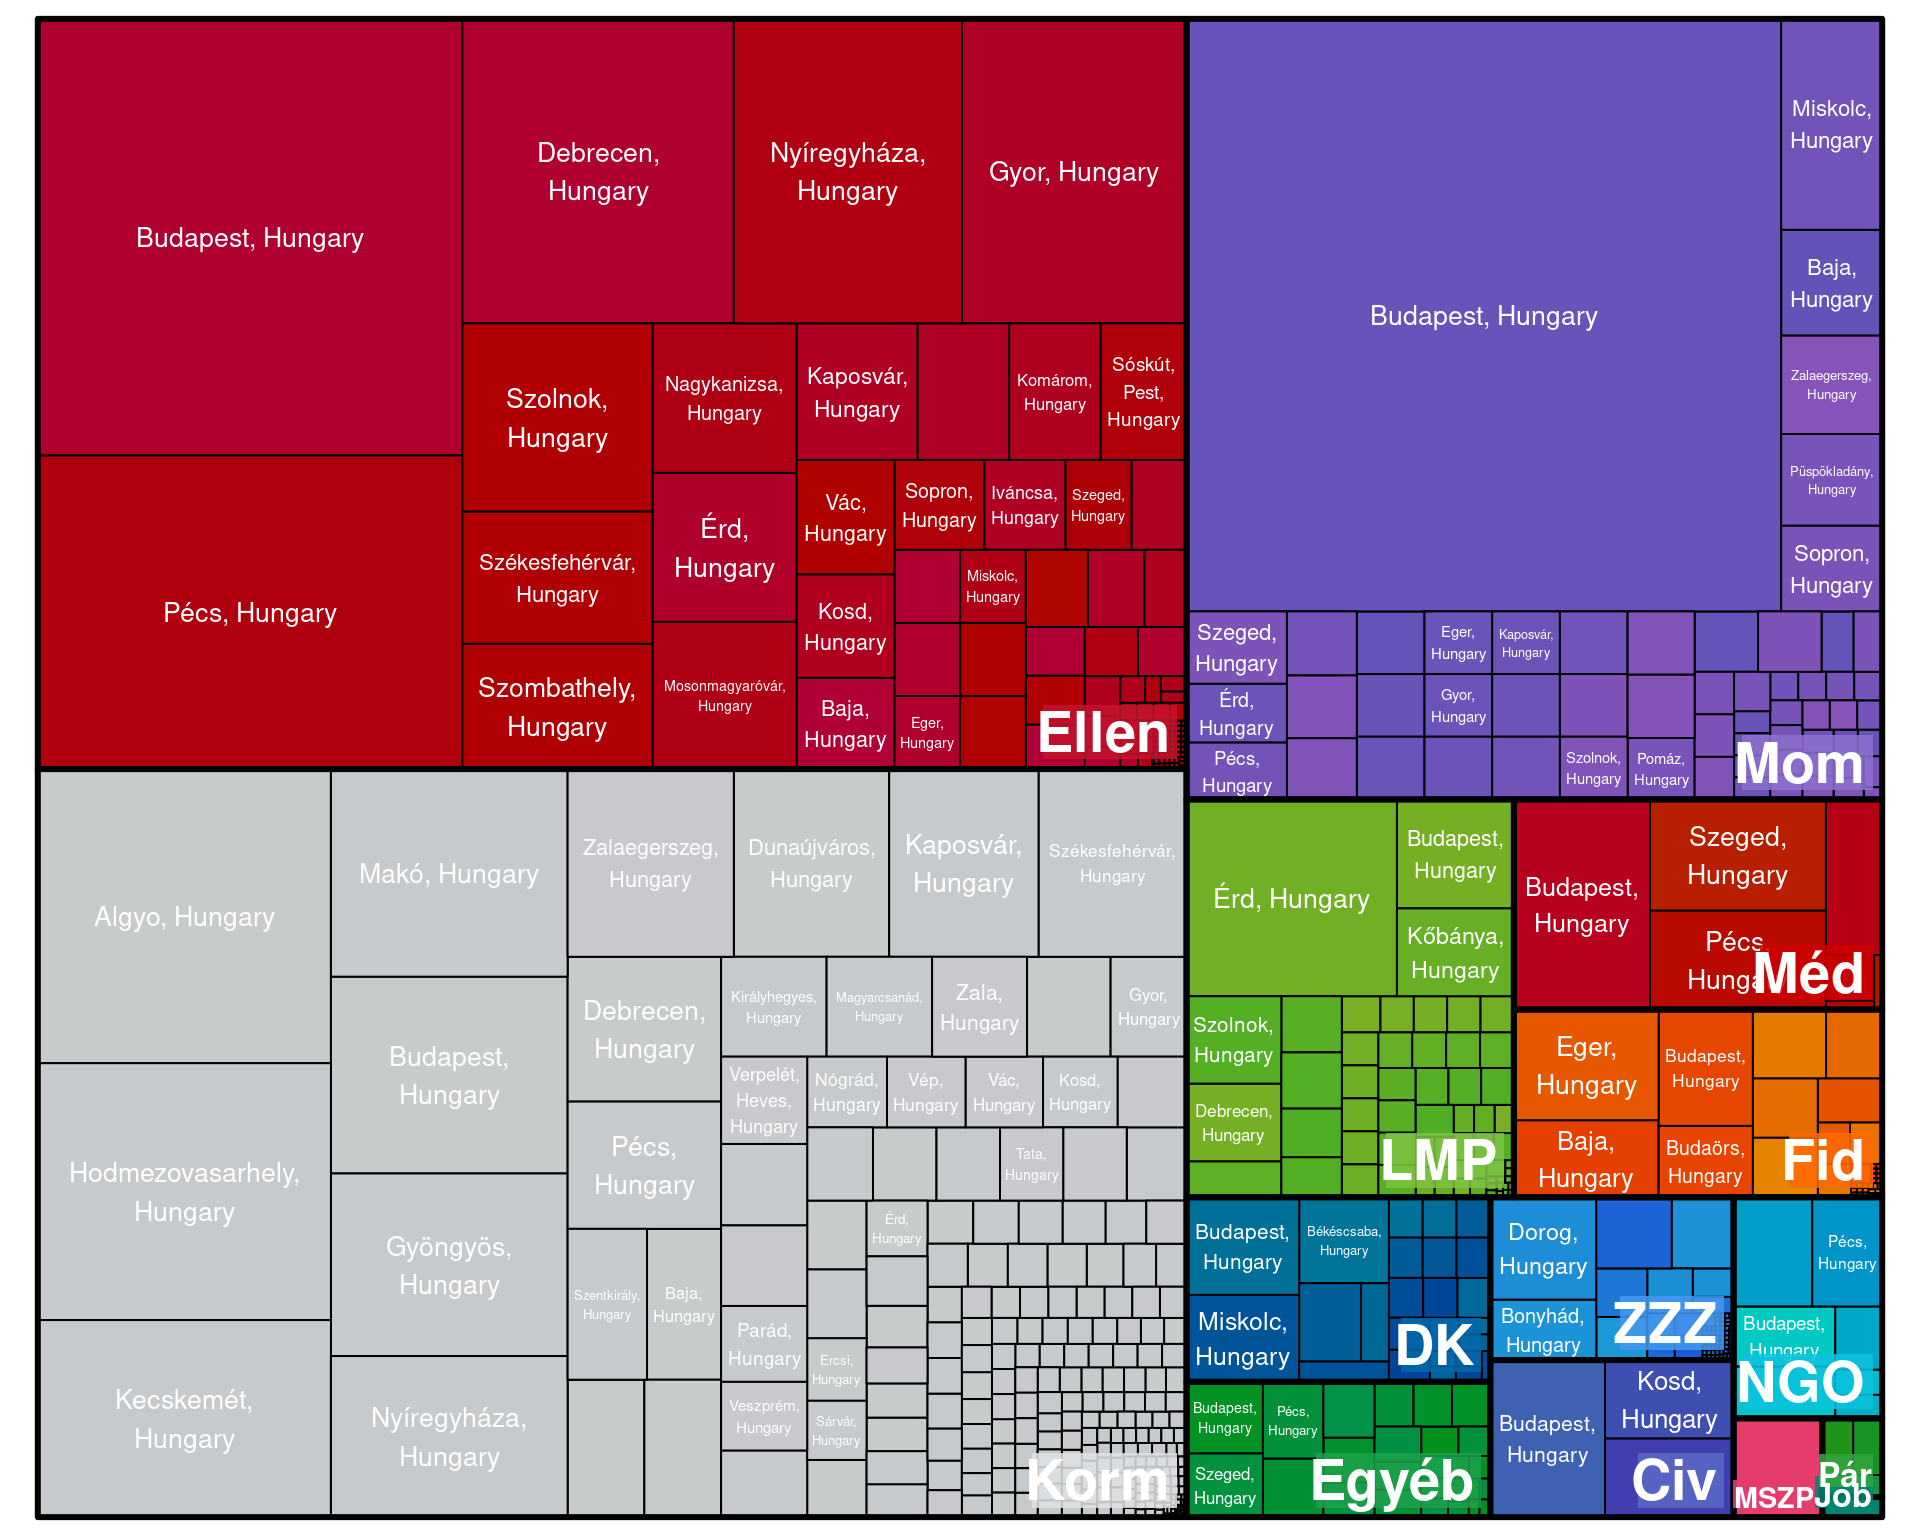 Budapest, Hungary
Debrecen,
Hungary
Nyíregyháza,
Hungary
Gyor, Hungary
Pécs, Hungary
Szolnok,
Hungary
Székesfehérvár,
Hungary
Szombathely,
Hungary
Nagykanizsa,
Hungary
Érd,
Hungary
Mosonmagyaróvár,
Hungary
Kaposvár,
Hungary
Komárom,
Hungary
Sóskút,
Pest,
Hungary
Vác,
Hungary
Sopron,
Hungary
Iváncsa,
Hungary
Szeged,
Hungary
Kosd,
Hungary
Miskolc,
Hungary
Baja,
Hungary
Eger,
Hungary
Ellen
Budapest, Hungary
Miskolc,
Hungary
Baja,
Hungary
Zalaegerszeg,
Hungary
Püspökladány,
Hungary
Sopron,
Hungary
Szeged,
Hungary
Érd,
Hungary
Pécs,
Hungary
Eger,
Hungary
Kaposvár,
Hungary
Gyor,
Hungary
Szolnok,
Hungary
Pomáz,
Hungary
Mom
Algyo, Hungary
Hodmezovasarhely,
Hungary
Kecskemét,
Hungary
Makó, Hungary
Budapest,
Hungary
Gyöngyös,
Hungary
Nyíregyháza,
Hungary
Zalaegerszeg,
Hungary
Dunaújváros,
Hungary
Kaposvár,
Hungary
Székesfehérvár,
Hungary
Debrecen,
Hungary
Pécs,
Hungary
Szentkirály,
Hungary
Baja,
Hungary
Királyhegyes,
Hungary
Magyarcsanád,
Hungary
Zala,
Hungary
Gyor,
Hungary
Verpelét,
Heves,
Hungary
Nógrád,
Hungary
Vép,
Hungary
Vác,
Hungary
Kosd,
Hungary
Tata,
Hungary
Érd,
Hungary
Parád,
Hungary
Ercsi,
Hungary
Veszprém,
Hungary
Sárvár,
Hungary
Korm
Érd, Hungary
Budapest,
Hungary
Kőbánya,
Hungary
Szolnok,
Hungary
Debrecen,
Hungary
LMP
Budapest,
Hungary
Szeged,
Hungary
Pécs
Hunga
Méd
Eger,
Hungary
Baja,
Hungary
Budapest,
Hungary
Budaörs,
Hungary
Fid
Budapest,
Hungary
Miskolc,
Hungary
Békéscsaba,
Hungary
DK
Dorog,
Hungary
Bonyhád,
Hungary
ZZZ
Pécs,
Hungary
Budapest,
Hungary
NGO
Budapest,
Hungary
Pécs,
Hungary
Szeged,
Hungary
Egyéb
Budapest,
Hungary
Kosd,
Hungary
Civ
MSZP
Pár
Job